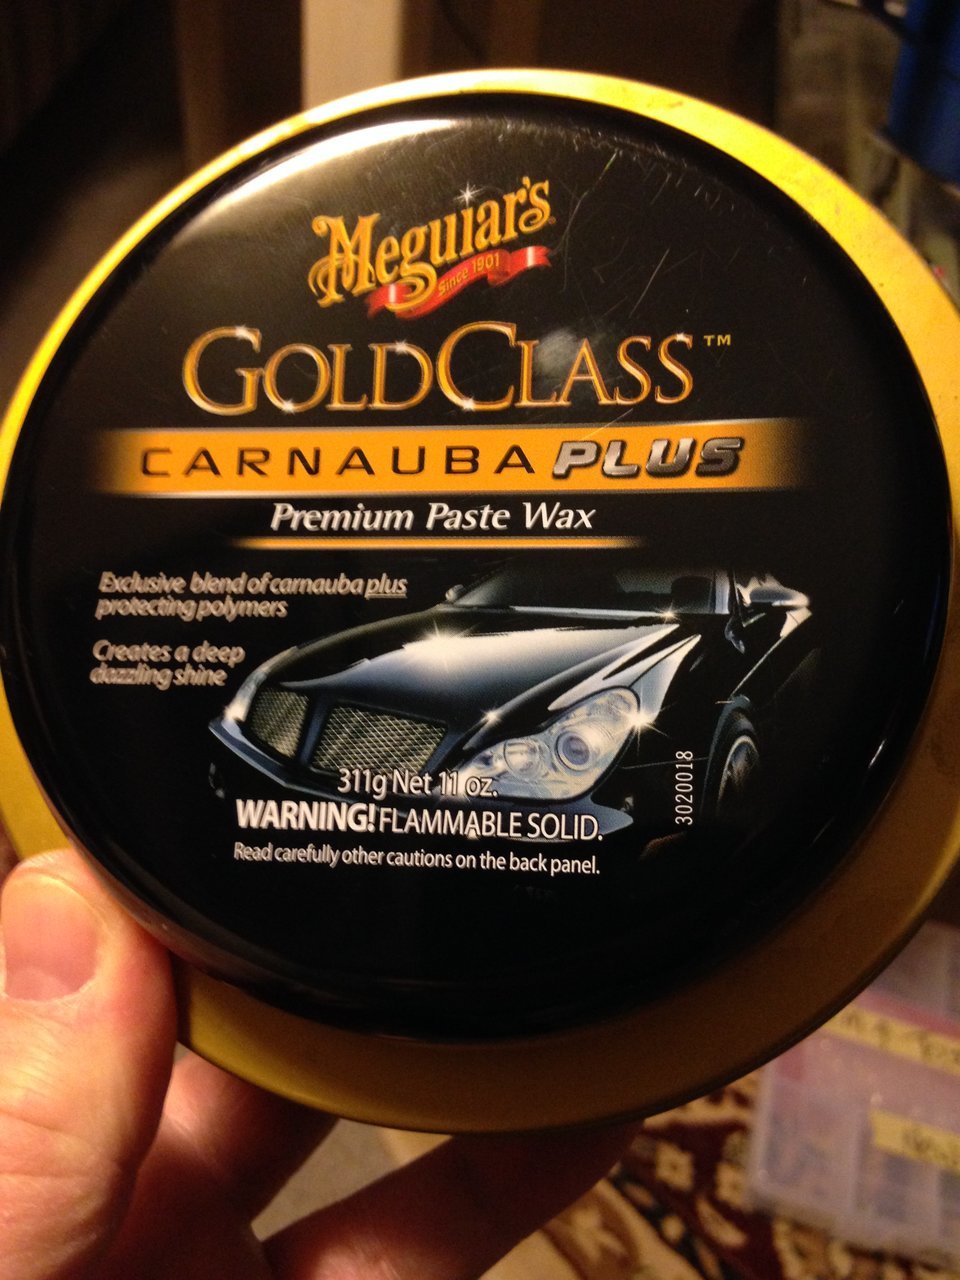 Meguiar's
Since 1901
GOLDCLASS™
CARNAUBA PLUS
Premium Paste Wax
Exclusive blend of carnauba plus
protecting polymers
Creates a deep
dazzling shine
311g Net 11 oz.
WARNING! FLAMMABLE SOLID.
Read carefully other cautions on the back panel.
3020018